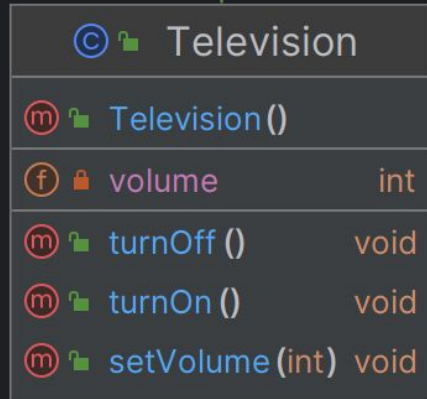 C Television
m Television()
f volume int
m turnOff() void
m turnOn() void
m setVolume(int) void